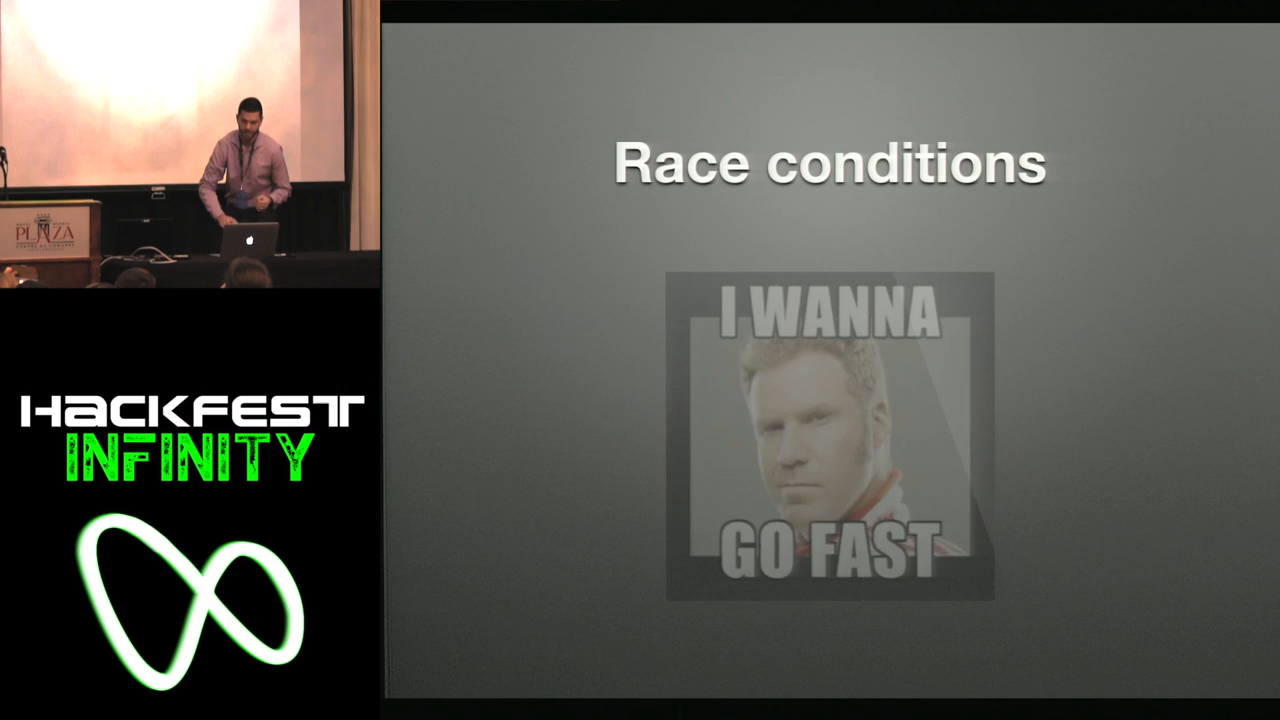 Race conditions
I WANNA
GO FAST
PLAZA
HACKFEST
INFINITY